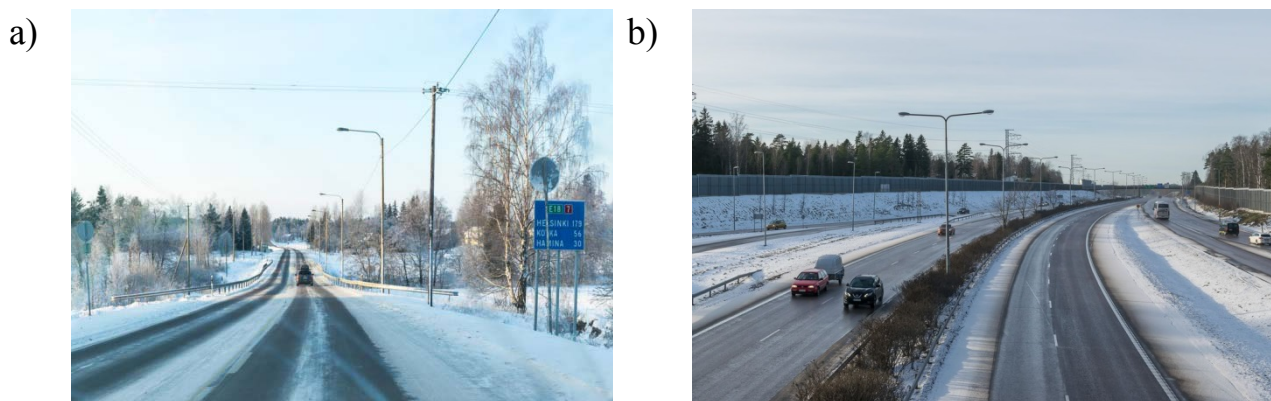 a)
b)
E18 7
HELSINKI 179
KOTKA 56
HAMINA 30